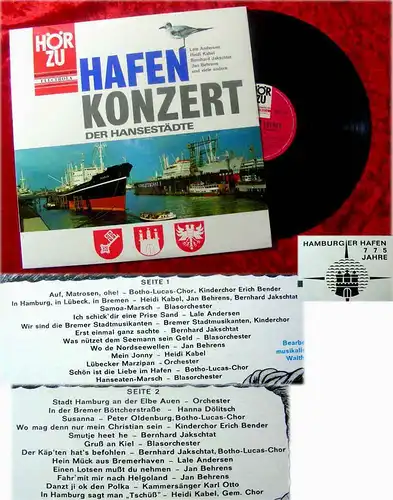 HÖR
ZU
ELECTROLA
Lale Andersen
Heidi Kabel
Bernhard Jakschtat
Jan Behrens
und viele andere
HAFEN
KONZERT
DER HANSESTÄDTE
HÖR
ZU
HAMBURGER HAFEN
775
JAHRE
SEITE 1
Auf, Matrosen, ohe! – Botho-Lucas-Chor, Kinderchor Erich Bender
In Hamburg, in Lübeck, in Bremen – Heidi Kabel, Jan Behrens, Bernhard Jakschtat
Samoa-Marsch – Blasorchester
Ich schick'dir eine Prise Sand – Lale Andersen
Wir sind die Bremer Stadtmusikanten – Bremer Stadtmusikanten, Kinderchor
Erst einmal ganz sachte – Bernhard Jakschtat
Was nützet dem Seemann sein Geld – Blasorchester
Wo de Nordseewellen – Jan Behrens
Mein Jonny – Heidi Kabel
Lübecker Marzipan – Orchester
Schön ist die Liebe im Hafen – Botho-Lucas-Chor
Hanseaten-Marsch – Blasorchester
Bearb
musikali
Walth
SEITE 2
Stadt Hamburg an der Elbe Auen – Orchester
In der Bremer Böttcherstraße – Hanna Dölitsch
Susanna – Peter Oldenburg, Botho-Lucas-Chor
Wo mag denn nur mein Christian sein – Kinderchor Erich Bender
Smutje heet he – Bernhard Jakschtat
Gruß an Kiel – Blasorchester
Der Käp'ten hat's befohlen – Bernhard Jakschtat, Botho-Lucas-Chor
Hein Mück aus Bremerhaven – Lale Andersen
Einen Lotsen mußt du nehmen – Jan Behrens
Fahr'mit mir nach Helgoland – Jan Behrens
Danzt ji ok den Polka – Kammersänger Karl Otto
In Hamburg sagt man „Tschüß" – Heidi Kabel, Gem. Chor